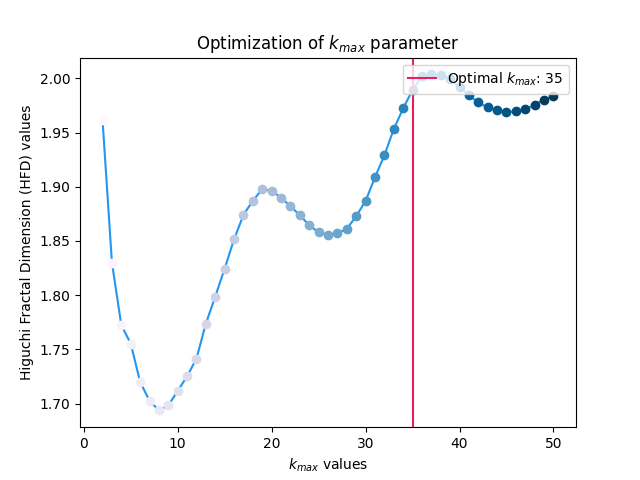 Optimization of k_max parameter
Optimal k_max: 35
Higuchi Fractal Dimension (HFD) values
2.00
1.95
1.90
1.85
1.80
1.75
1.70
0 10 20 30 40 50
k_max values